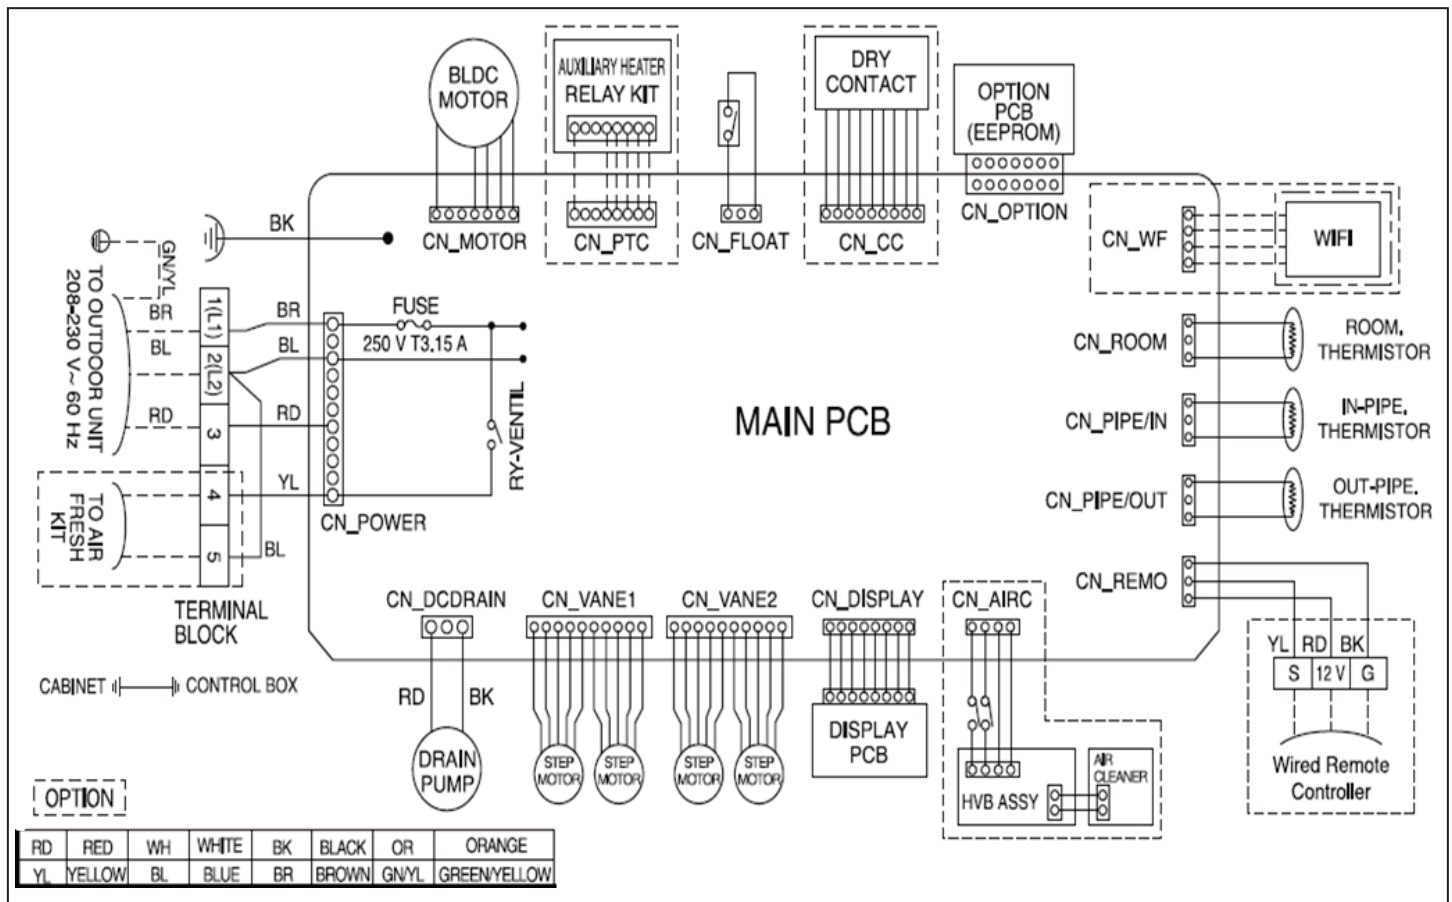 BLDC
MOTOR
AUXILIARY HEATER
RELAY KIT
DRY
CONTACT
OPTION
PCB
(EEPROM)
CN_MOTOR
CN_PTC
CN_FLOAT
CN_CC
CN_OPTION
CN_WF
WIFI
BK
GN/YL
TO OUTDOOR UNIT
208-230 V~ 60 Hz
BR
BL
RD
1(L1)
2(L2)
3
4
5
BR
BL
RD
YL
BL
FUSE
250 V T3.15 A
RY-VENTIL
CN_POWER
TO AIR
FRESH
KIT
TERMINAL
BLOCK
MAIN PCB
CN_ROOM
ROOM.
THERMISTOR
CN_PIPE/IN
IN-PIPE.
THERMISTOR
CN_PIPE/OUT
OUT-PIPE.
THERMISTOR
CN_REMO
YL RD BK
S 12 V G
Wired Remote
Controller
CN_DCDRAIN
CN_VANE1
CN_VANE2
CN_DISPLAY
CN_AIRC
CABINET
CONTROL BOX
RD
BK
DRAIN
PUMP
STEP
MOTOR
STEP
MOTOR
STEP
MOTOR
STEP
MOTOR
DISPLAY
PCB
HVB ASSY
AIR
CLEANER
OPTION
RD RED WH WHITE BK BLACK OR ORANGE
YL YELLOW BL BLUE BR BROWN GN/YL GREEN/YELLOW